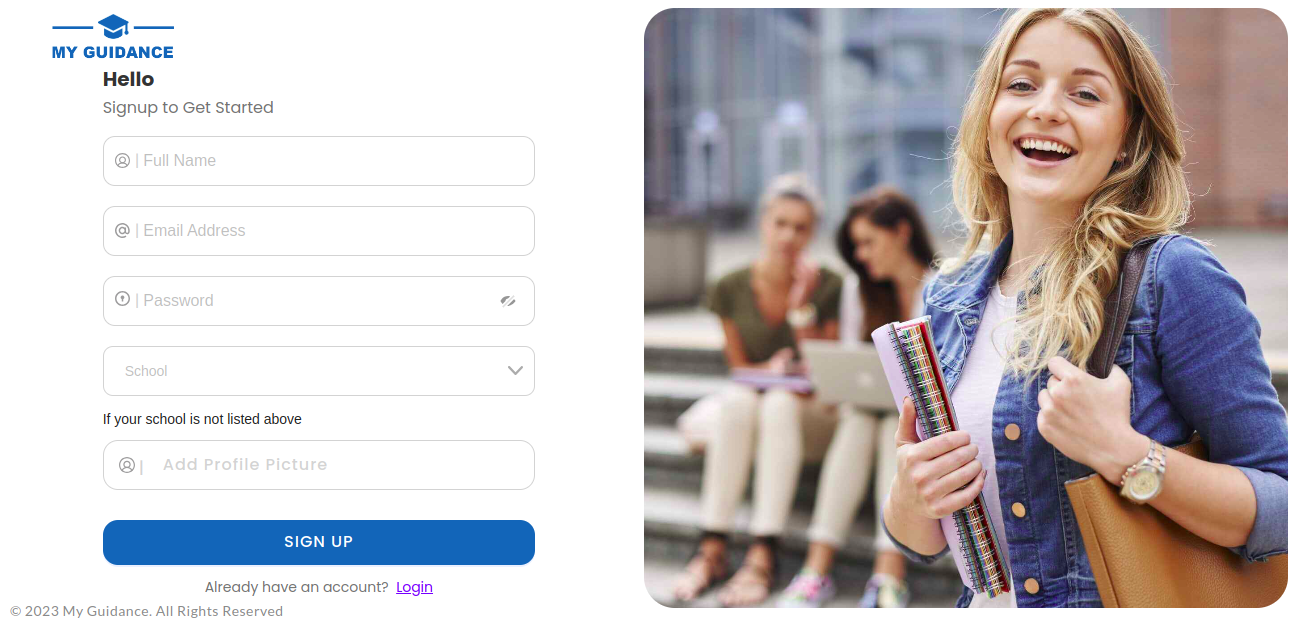 MY GUIDANCE
Hello
Signup to Get Started
| Full Name
| Email Address
| Password
School
If your school is not listed above
| Add Profile Picture
SIGN UP
Already have an account? Login
© 2023 My Guidance. All Rights Reserved